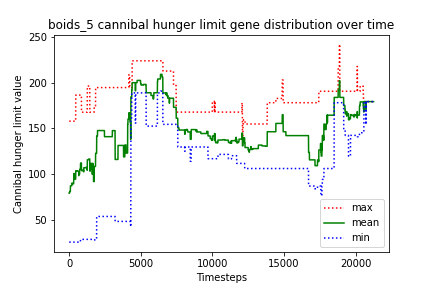 boids_5 cannibal hunger limit gene distribution over time
Cannibal hunger limit value
250
200
150
100
50
max
mean
min
0
5000
10000
15000
20000
Timesteps